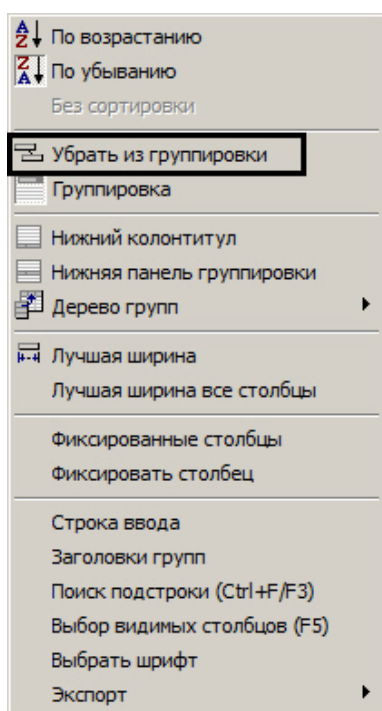 По возрастанию
По убыванию
Без сортировки
Убрать из группировки
Группировка
Нижний колонтитул
Нижняя панель группировки
Дерево групп
Лучшая ширина
Лучшая ширина все столбцы
Фиксированные столбцы
Фиксировать столбец
Строка ввода
Заголовки групп
Поиск подстроки (Ctrl+F/F3)
Выбор видимых столбцов (F5)
Выбрать шрифт
Экспорт